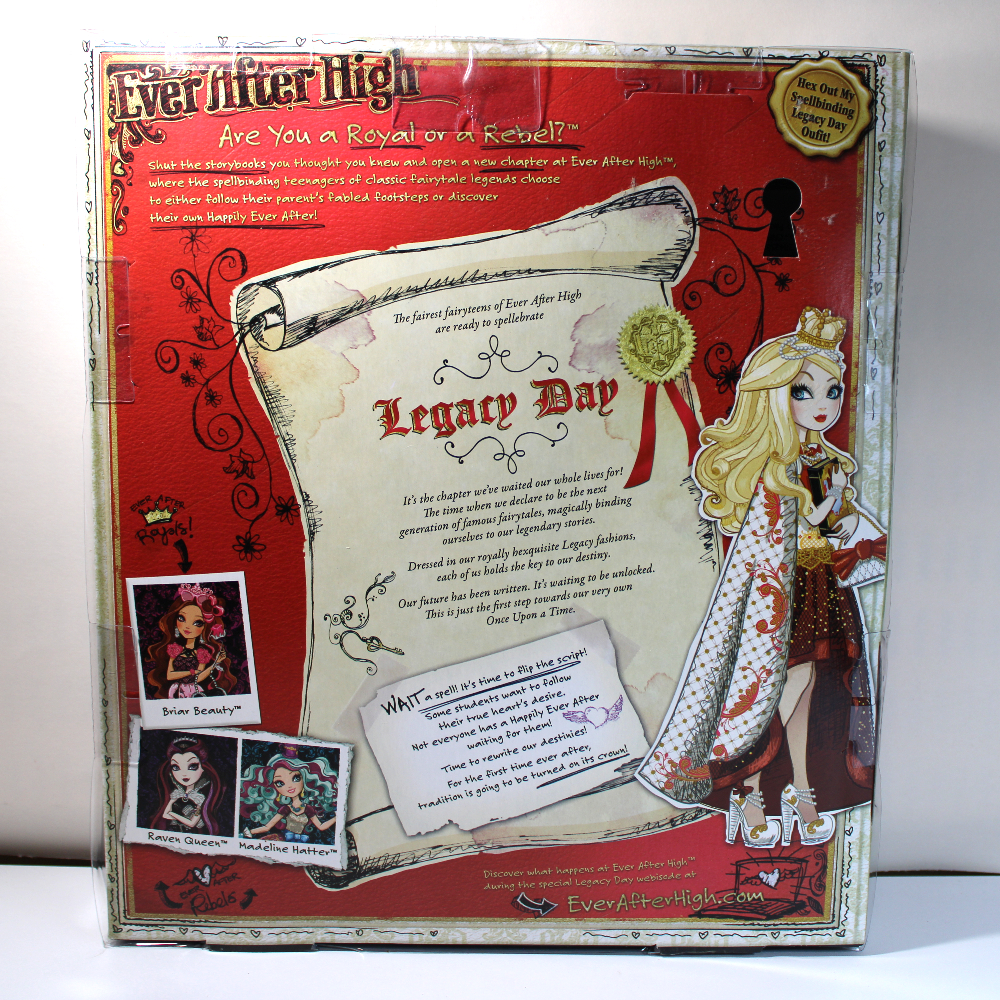 Ever After High
Are You a Royal or a Rebel?™
Shut the storybooks you thought you knew and open a new chapter at Ever After High™,
where the spellbinding teenagers of classic fairytale legends choose
to either follow their parent's fabled footsteps or discover
their own Happily Ever After!
Hex Out My
Spellbinding
Legacy Day
Oufit!
The fairest fairyteens of Ever After High
are ready to spellebrate
Legacy Day
It's the chapter we've waited our whole lives for!
The time when we declare to be the next
generation of famous fairytales, magically binding
ourselves to our legendary stories.
Dressed in our royally hexquisite Legacy fashions,
each of us holds the key to our destiny.
Our future has been written. It's waiting to be unlocked.
This is just the first step towards our very own
Once Upon a Time.
WAIT a spell! It's time to flip the script!
Some students want to follow
their true heart's desire.
Not everyone has a Happily Ever After
waiting for them!
Time to rewrite our destinies!
For the first time ever after,
tradition is going to be turned on its crown!
EVER AFTER
Royals!
Briar Beauty™
Raven Queen™
Madeline Hatter™
EVER AFTER
Rebels
Discover what happens at Ever After High™
during the special Legacy Day webisode at
EverAfterHigh.com